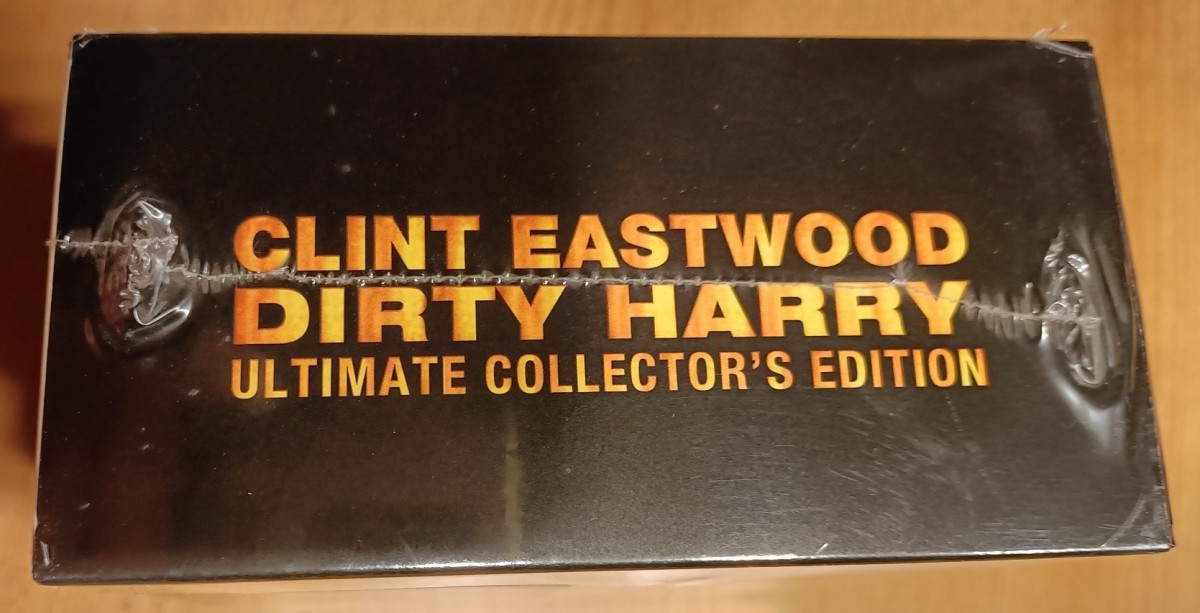 CLINT EASTWOOD
DIRTY HARRY
ULTIMATE COLLECTOR'S EDITION